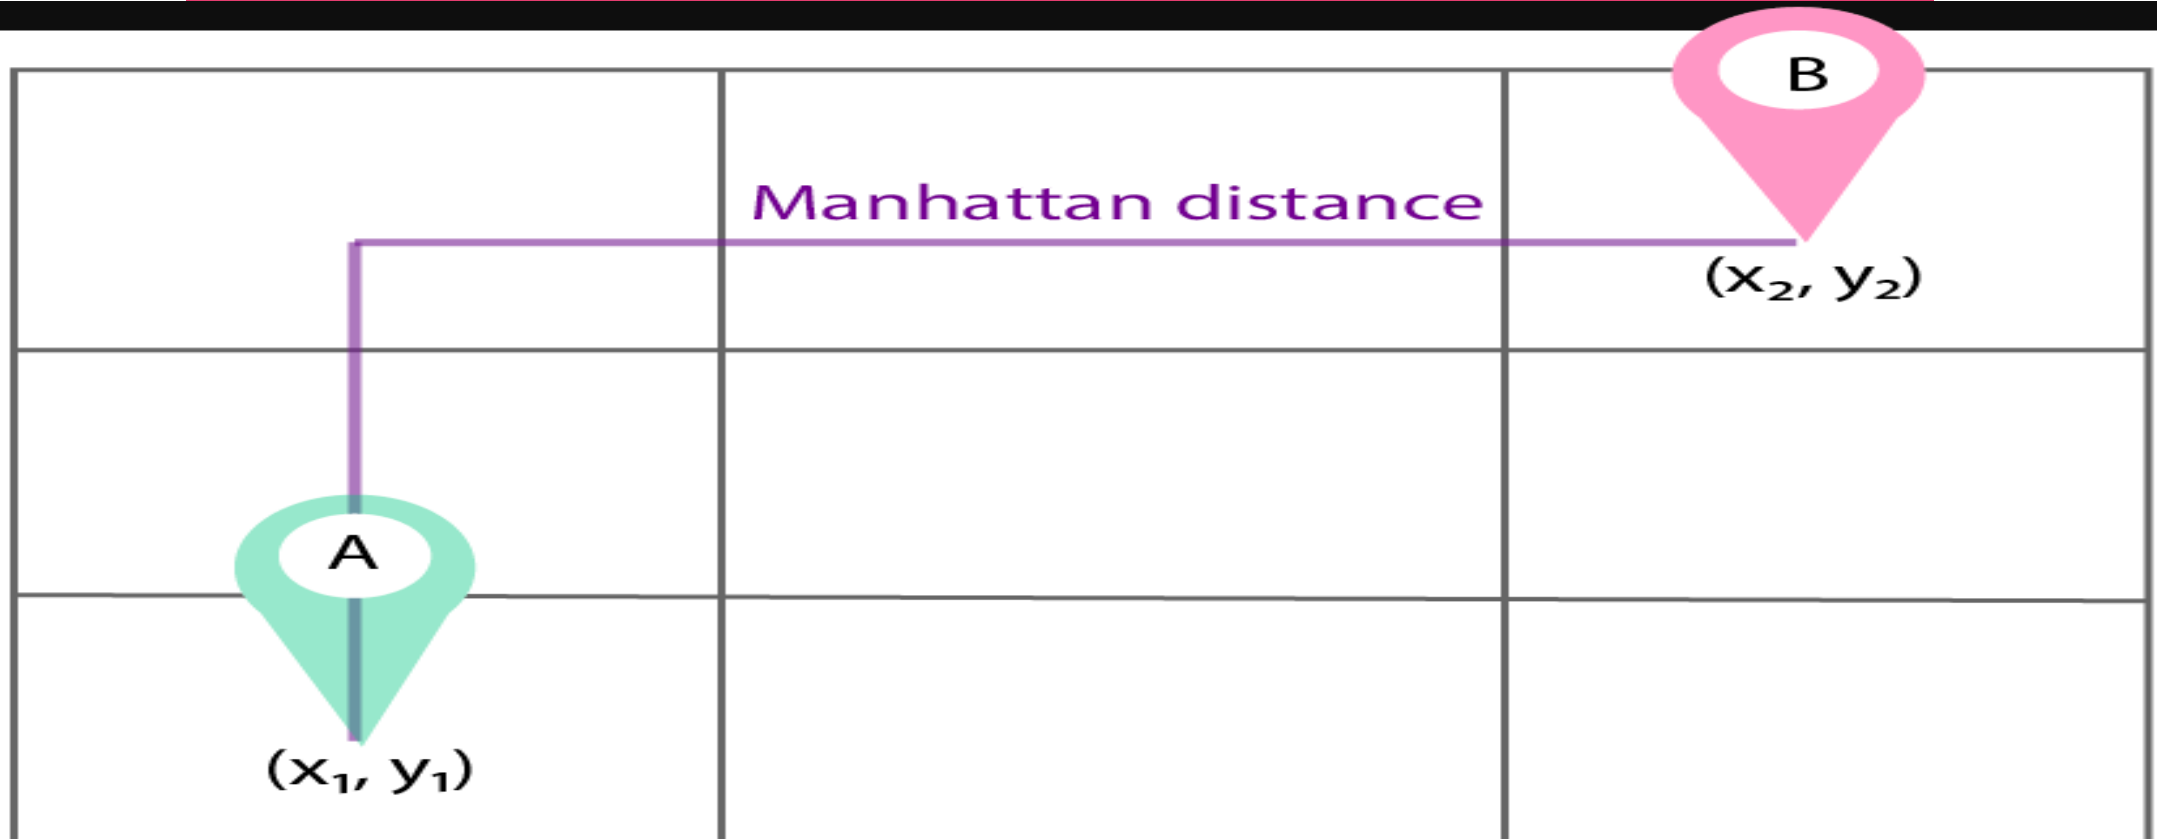 B
Manhattan distance
(x₂, y₂)
A
(x₁, y₁)